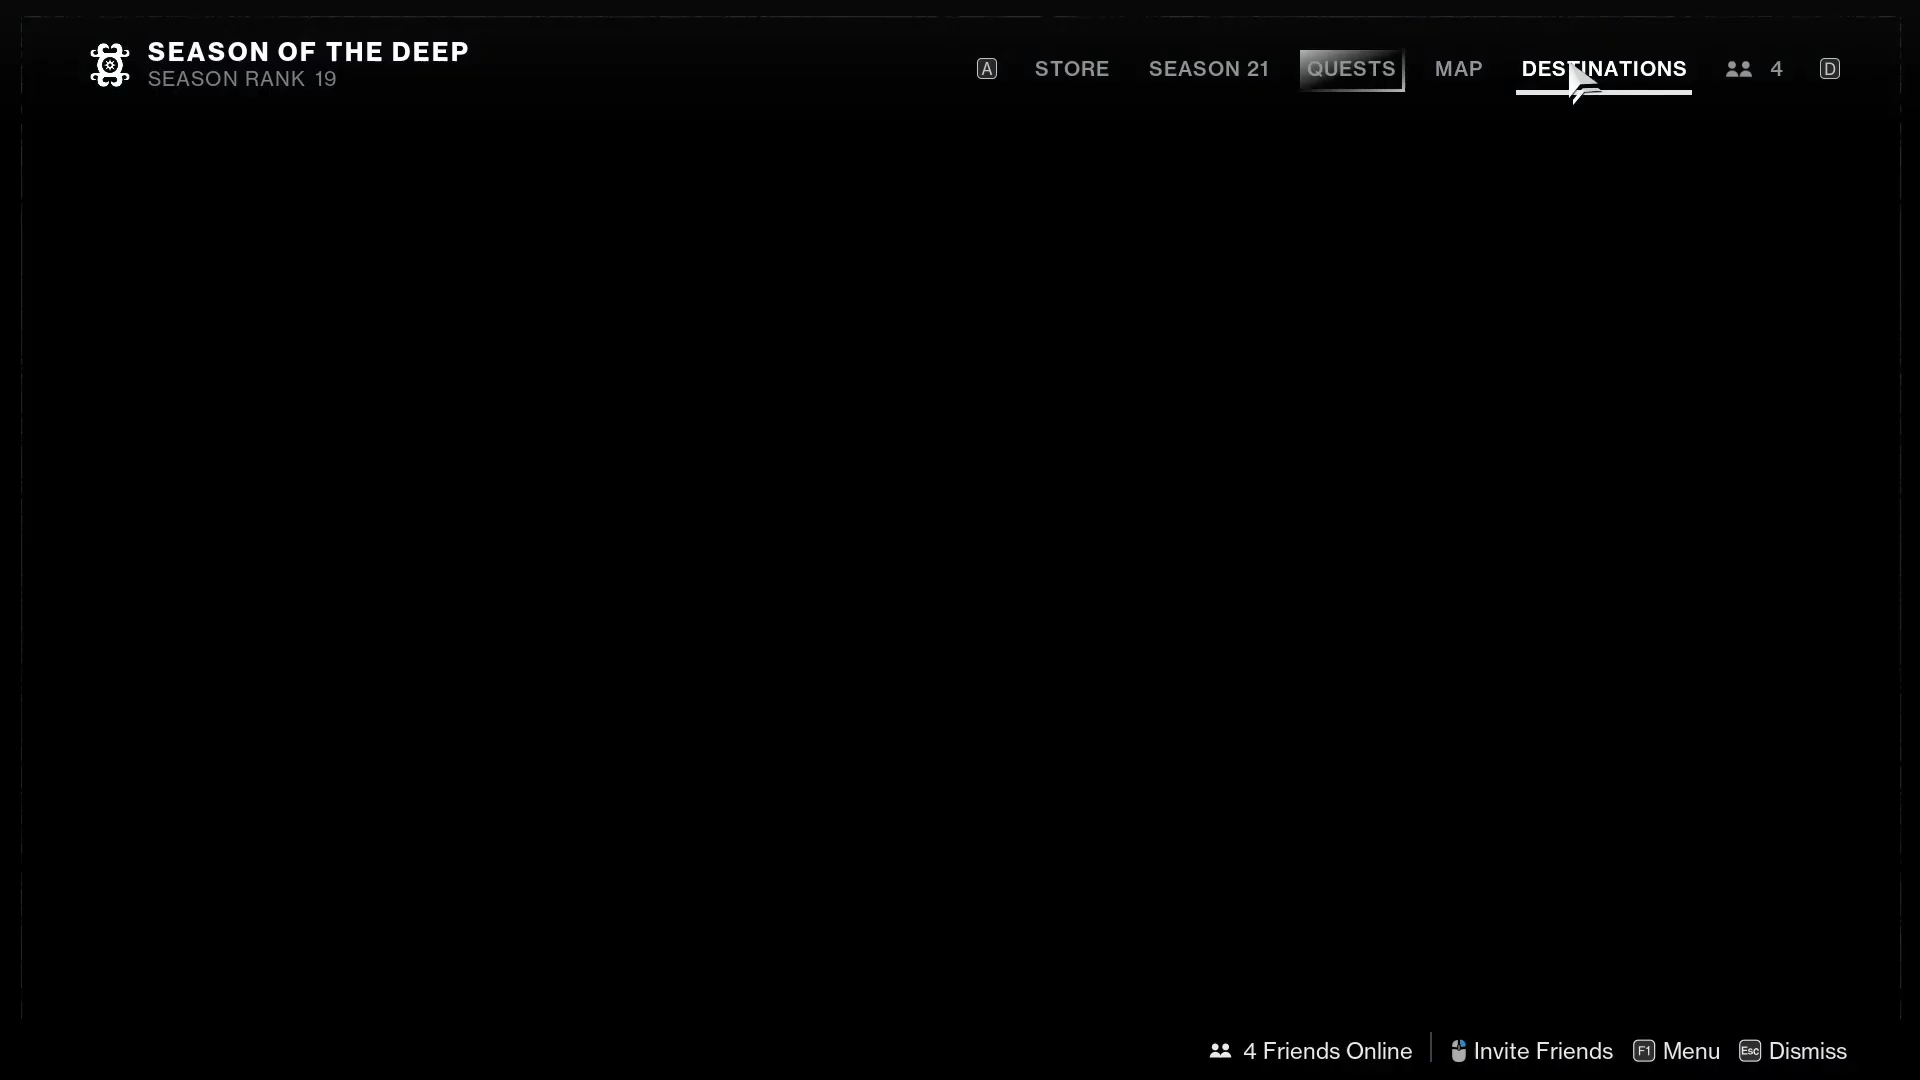 SEASON OF THE DEEP
SEASON RANK 19
A STORE SEASON 21 QUESTS MAP DESTINATIONS 4 D
4 Friends Online F1 Invite Friends Menu Esc Dismiss